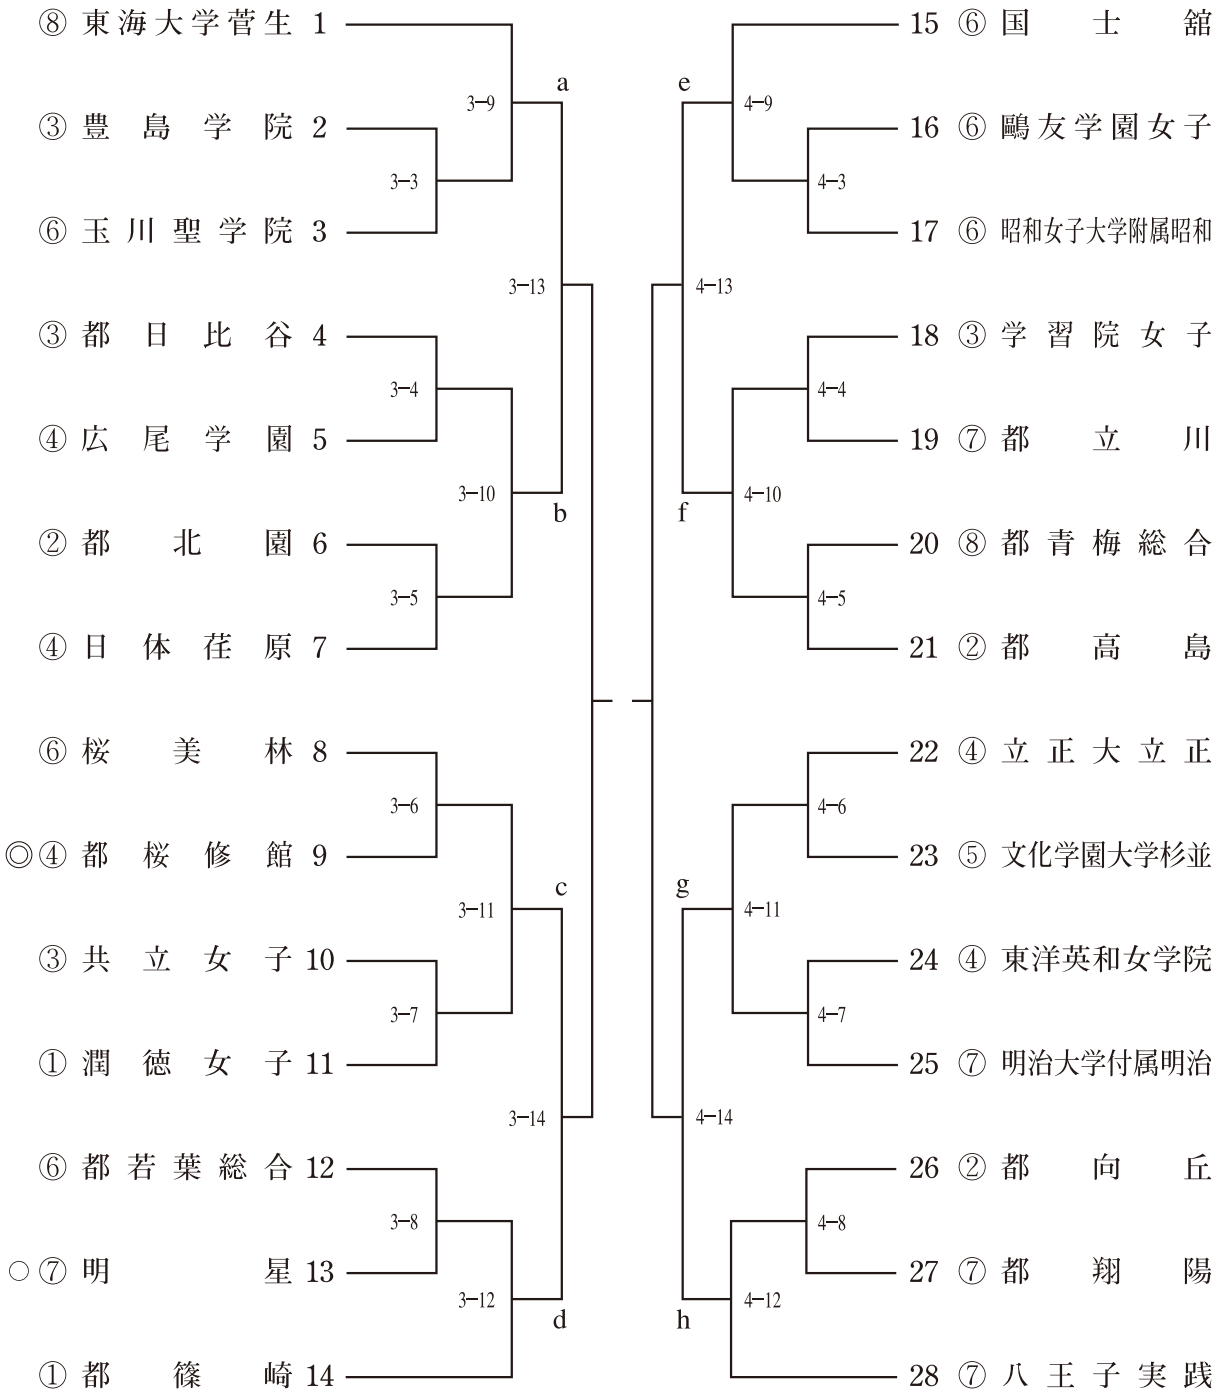 ⑧ 東海大学菅生 1
③ 豊島学院 2
⑥ 玉川聖学院 3
③ 都日比谷 4
④ 広尾学園 5
② 都北園 6
④ 日体荏原 7
⑥ 桜美林 8
◎④ 都桜修館 9
③ 共立女子 10
① 潤徳女子 11
⑥ 都若葉総合 12
○⑦ 明星 13
① 都篠崎 14
3-9
3-3
3-13
3-4
3-10
3-5
3-6
3-11
3-7
3-14
3-8
3-12
a
b
c
d
e
f
g
h
4-9
4-3
4-13
4-4
4-10
4-5
4-6
4-11
4-7
4-14
4-8
4-12
15 ⑥ 国士舘
16 ⑥ 鷗友学園女子
17 ⑥ 昭和女子大学附属昭和
18 ③ 学習院女子
19 ⑦ 都立川
20 ⑧ 都青梅総合
21 ② 都高島
22 ④ 立正大立正
23 ⑤ 文化学園大学杉並
24 ④ 東洋英和女学院
25 ⑦ 明治大学付属明治
26 ② 都向丘
27 ⑦ 都翔陽
28 ⑦ 八王子実践